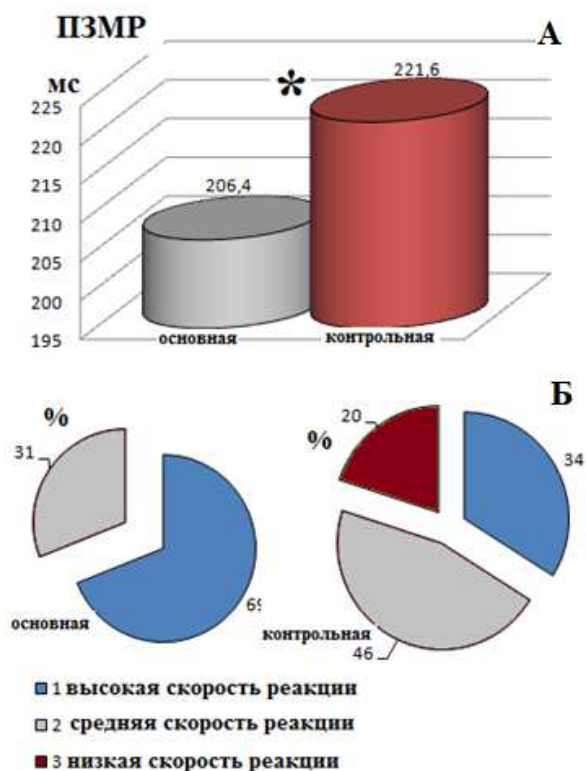 ПЗМР
А
мс
*
221,6
225
220
206,4
215
210
205
200
195
основная
контрольная
Б
%
31
69
основная
%
20
34
46
контрольная
1 высокая скорость реакции
2 средняя скорость реакции
3 низкая скорость реакции